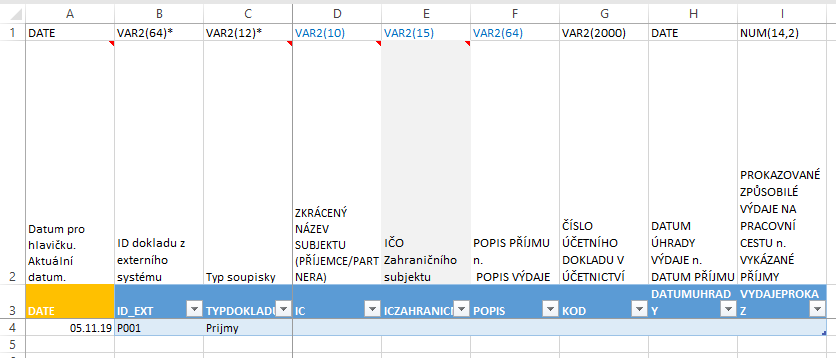 A B C D E F G H I
1 DATE VAR2(64)* VAR2(12)* VAR2(10) VAR2(15) VAR2(64) VAR2(2000) DATE NUM(14,2)
2
Datum pro
hlavičku.
Aktuální
datum.
ID dokladu z
externího
systému
Typ soupisky
ZKRÁCENÝ
NÁZEV
SUBJEKTU
(PŘÍJEMCE/PART
NERA)
IČO
Zahraničního
subjektu
POPIS PŘÍJMU
n.
POPIS VÝDAJE
ČÍSLO
ÚČETNÍHO
DOKLADU V
ÚČETNICTVÍ
DATUM
ÚHRADY
VÝDAJE n.
DATUM PŘÍJMU
PROKAZOVANÉ
ZPŮSOBILÉ
VÝDAJE NA
PRACOVNÍ
CESTU n.
VYKÁZANÉ
PŘÍJMY
3 DATE ID_EXT TYPDOKLADU IC ICZAHRANICI POPIS KOD
DATUMUHRAD
Y
VYDAJEPROKA
Z
4 05.11.19 P001 Prijmy
5